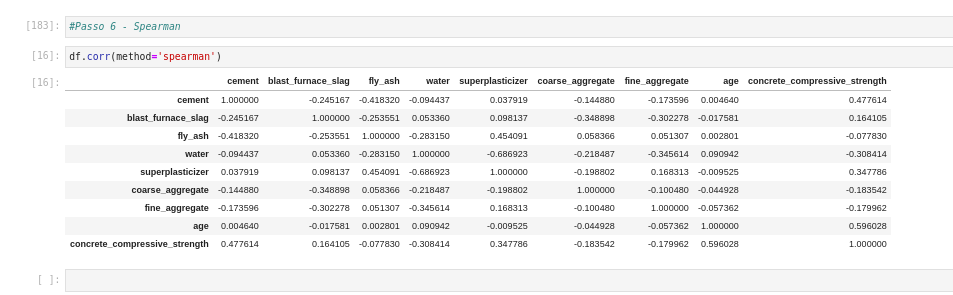 [183]: #Passo 6 - Spearman
[16]: df.corr(method='spearman')
[16]: cement blast_furnace_slag fly_ash water superplasticizer coarse_aggregate fine_aggregate age concrete_compressive_strength
cement 1.000000 -0.245167 -0.418320 -0.094437 0.037919 -0.144880 -0.173596 0.004640 0.477614
blast_furnace_slag -0.245167 1.000000 -0.253551 0.053360 0.098137 -0.348898 -0.302278 -0.017581 0.164105
fly_ash -0.418320 -0.253551 1.000000 -0.283150 0.454091 0.058366 0.051307 0.002801 -0.077830
water -0.094437 0.053360 -0.283150 1.000000 -0.686923 -0.218487 -0.345614 0.090942 -0.308414
superplasticizer 0.037919 0.098137 0.454091 -0.686923 1.000000 -0.198802 0.168313 -0.009525 0.347786
coarse_aggregate -0.144880 -0.348898 0.058366 -0.218487 -0.198802 1.000000 -0.100480 -0.044928 -0.183542
fine_aggregate -0.173596 -0.302278 0.051307 -0.345614 0.168313 -0.100480 1.000000 -0.057362 -0.179962
age 0.004640 -0.017581 0.002801 0.090942 -0.009525 -0.044928 -0.057362 1.000000 0.596028
concrete_compressive_strength 0.477614 0.164105 -0.077830 -0.308414 0.347786 -0.183542 -0.179962 0.596028 1.000000
[ ]: